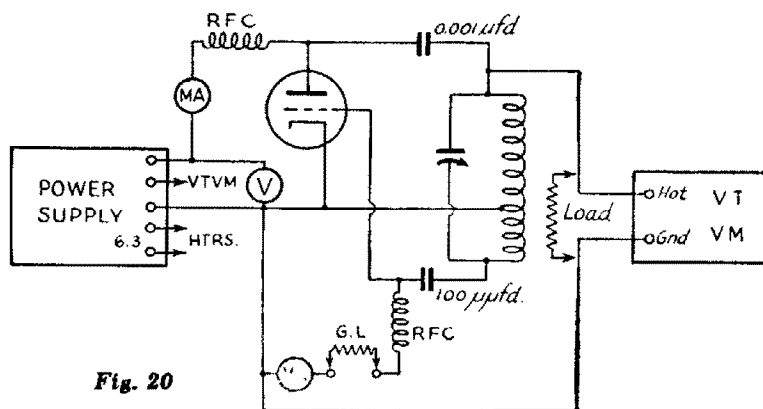 RFC
0.001 µfd
MA
POWER
SUPPLY
VTVM
6.3
HTRS.
V
Load
Hot
Gnd
VT
VM
100 µµfd.
G.L
RFC
Fig. 20